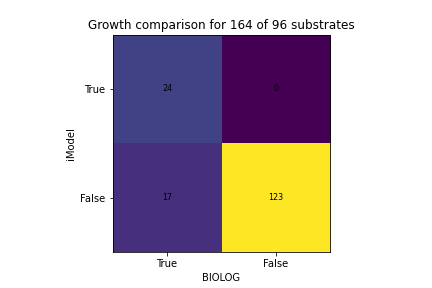 Growth comparison for 164 of 96 substrates
True
24
0
iModel
False
17
123
True
False
BIOLOG